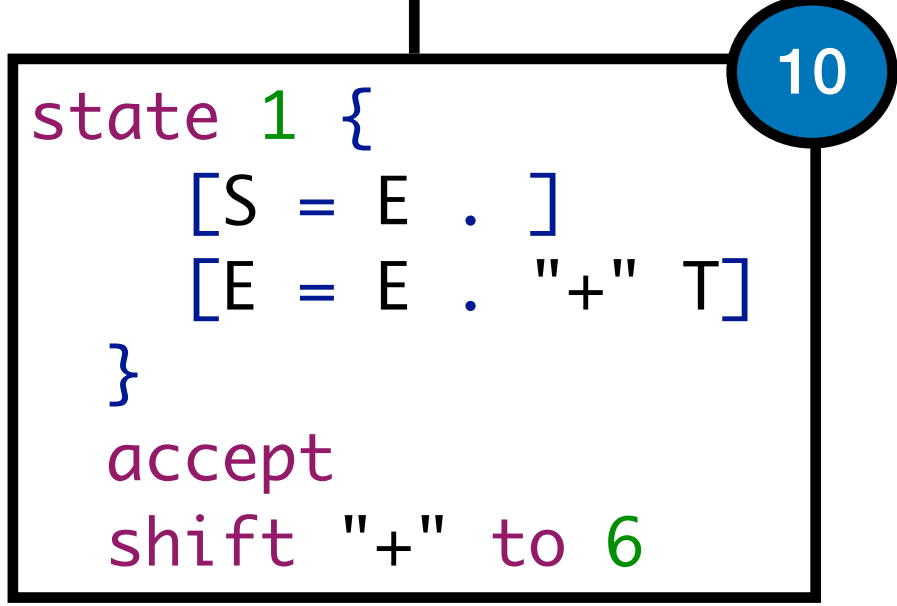 10
state 1 {
[S = E . ]
[E = E . "+" T]
}
accept
shift "+" to 6